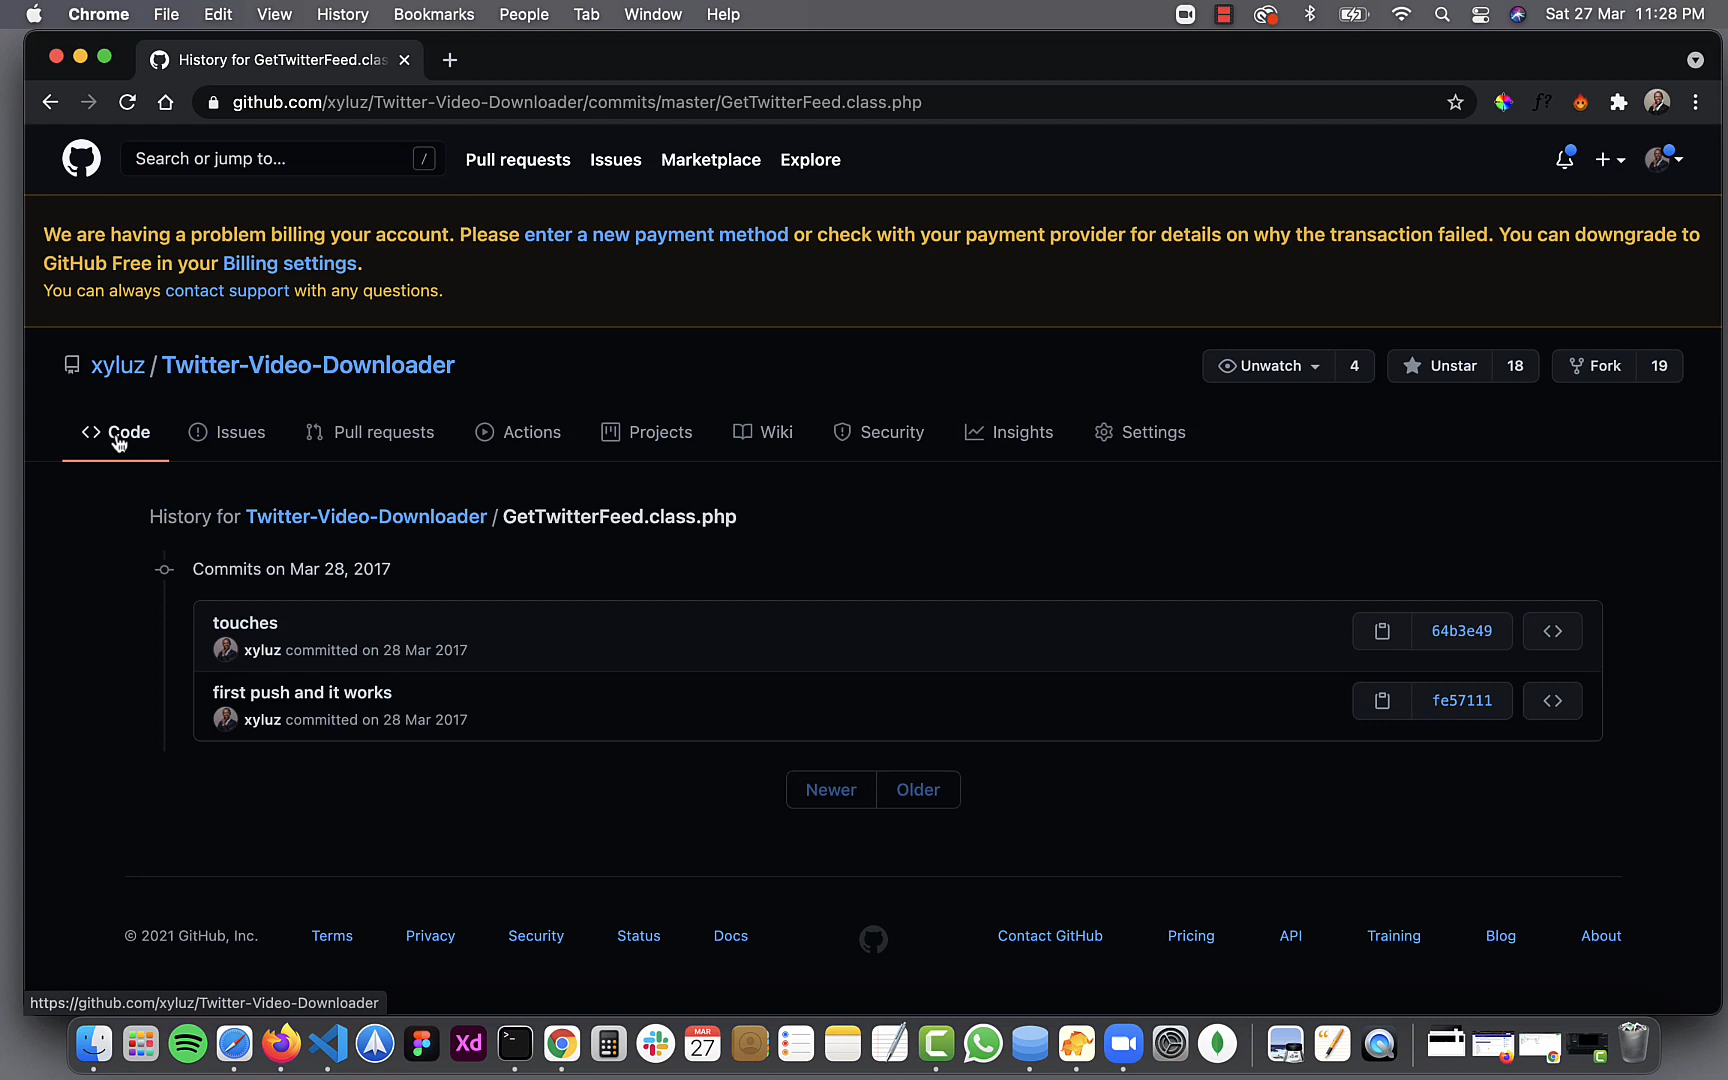 Chrome File Edit View History Bookmarks People Tab Window Help Sat 27 Mar 11:28 PM
History for GetTwitterFeed.clas
github.com/xyluz/Twitter-Video-Downloader/commits/master/GetTwitterFeed.class.php f?
Search or jump to... / Pull requests Issues Marketplace Explore
We are having a problem billing your account. Please enter a new payment method or check with your payment provider for details on why the transaction failed. You can downgrade to
GitHub Free in your Billing settings.
You can always contact support with any questions.
xyluz / Twitter-Video-Downloader Unwatch 4 Unstar 18 Fork 19
Code Issues Pull requests Actions Projects Wiki Security Insights Settings
History for Twitter-Video-Downloader / GetTwitterFeed.class.php
Commits on Mar 28, 2017
touches
xyluz committed on 28 Mar 2017
64b3e49
first push and it works
xyluz committed on 28 Mar 2017
fe57111
Newer Older
© 2021 GitHub, Inc. Terms Privacy Security Status Docs Contact GitHub Pricing API Training Blog About
https://github.com/xyluz/Twitter-Video-Downloader
Xd
MAR
27